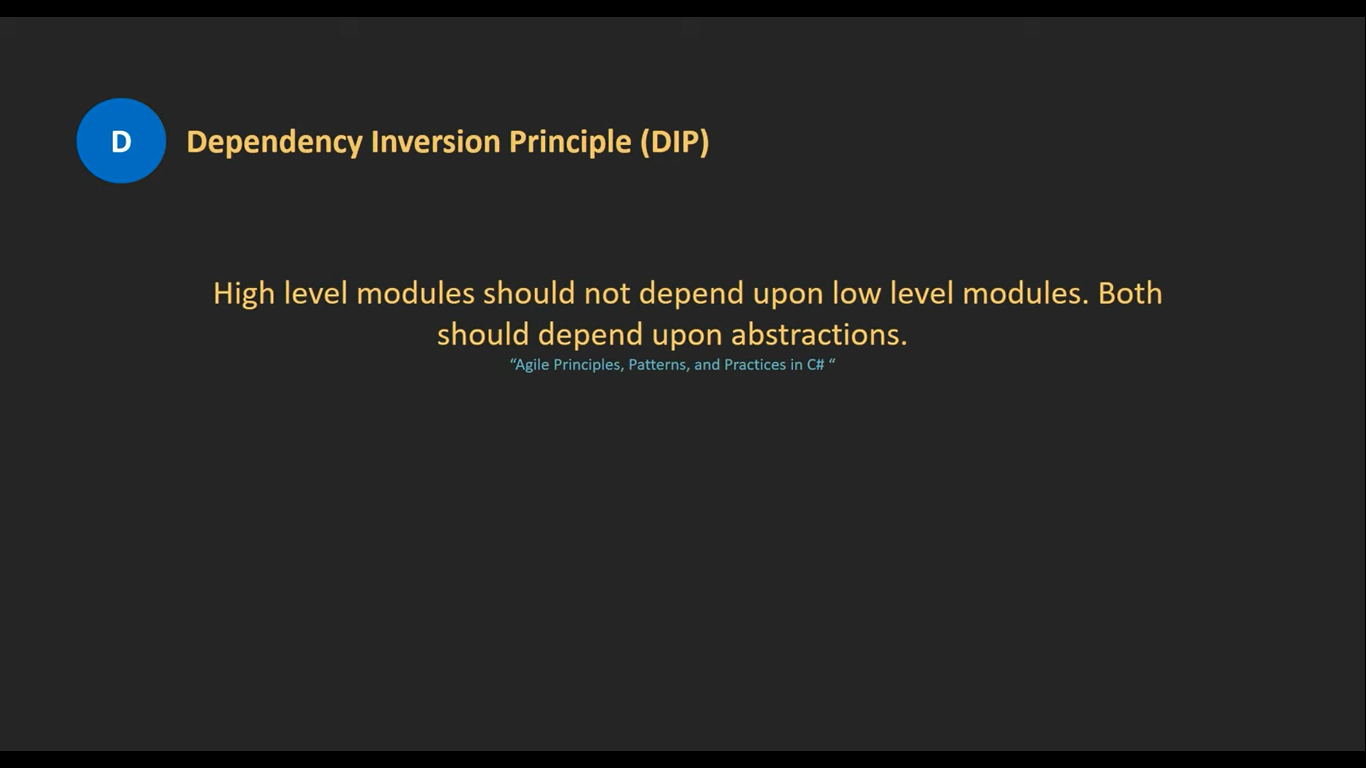 D
Dependency Inversion Principle (DIP)
High level modules should not depend upon low level modules. Both
should depend upon abstractions.
“Agile Principles, Patterns, and Practices in C# “